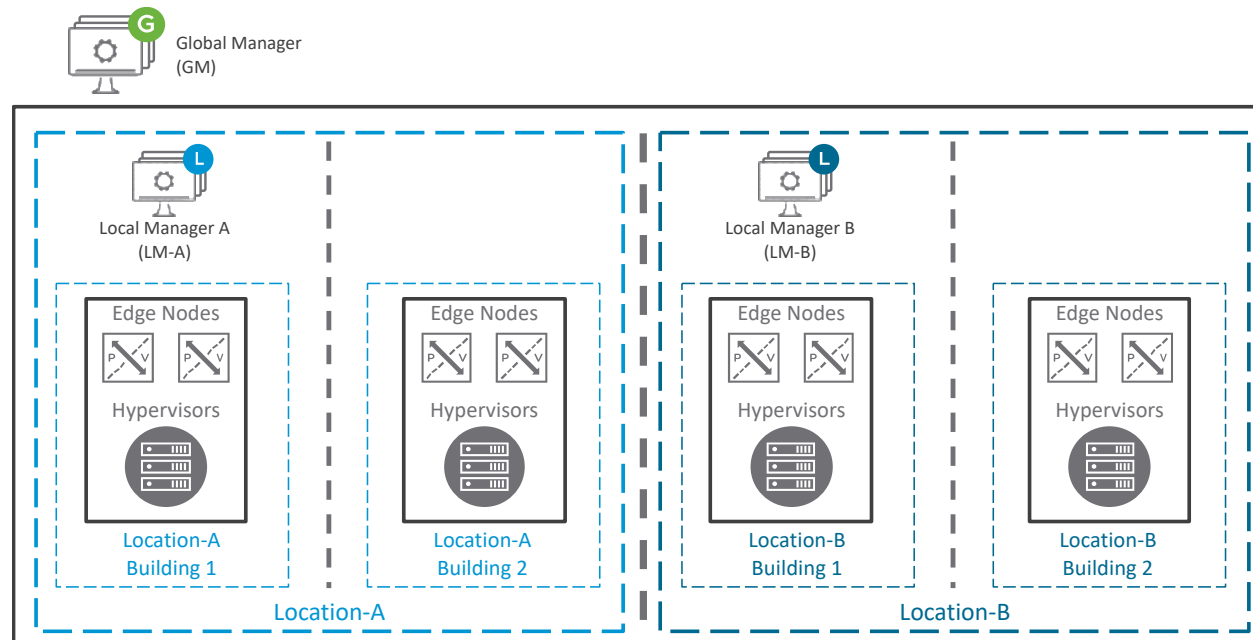 G
Global Manager
(GM)
L
Local Manager A
(LM-A)
L
Local Manager B
(LM-B)
Edge Nodes
P V P V
Hypervisors
Location-A
Building 1
Edge Nodes
P V P V
Hypervisors
Location-A
Building 2
Edge Nodes
P V P V
Hypervisors
Location-B
Building 1
Edge Nodes
P V P V
Hypervisors
Location-B
Building 2
Location-A
Location-B